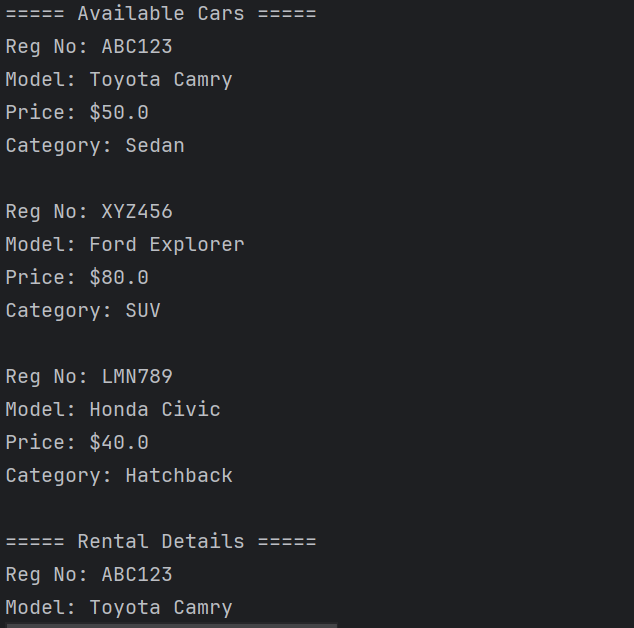 ===== Available Cars =====
Reg No: ABC123
Model: Toyota Camry
Price: $50.0
Category: Sedan
Reg No: XYZ456
Model: Ford Explorer
Price: $80.0
Category: SUV
Reg No: LMN789
Model: Honda Civic
Price: $40.0
Category: Hatchback
===== Rental Details =====
Reg No: ABC123
Model: Toyota Camry